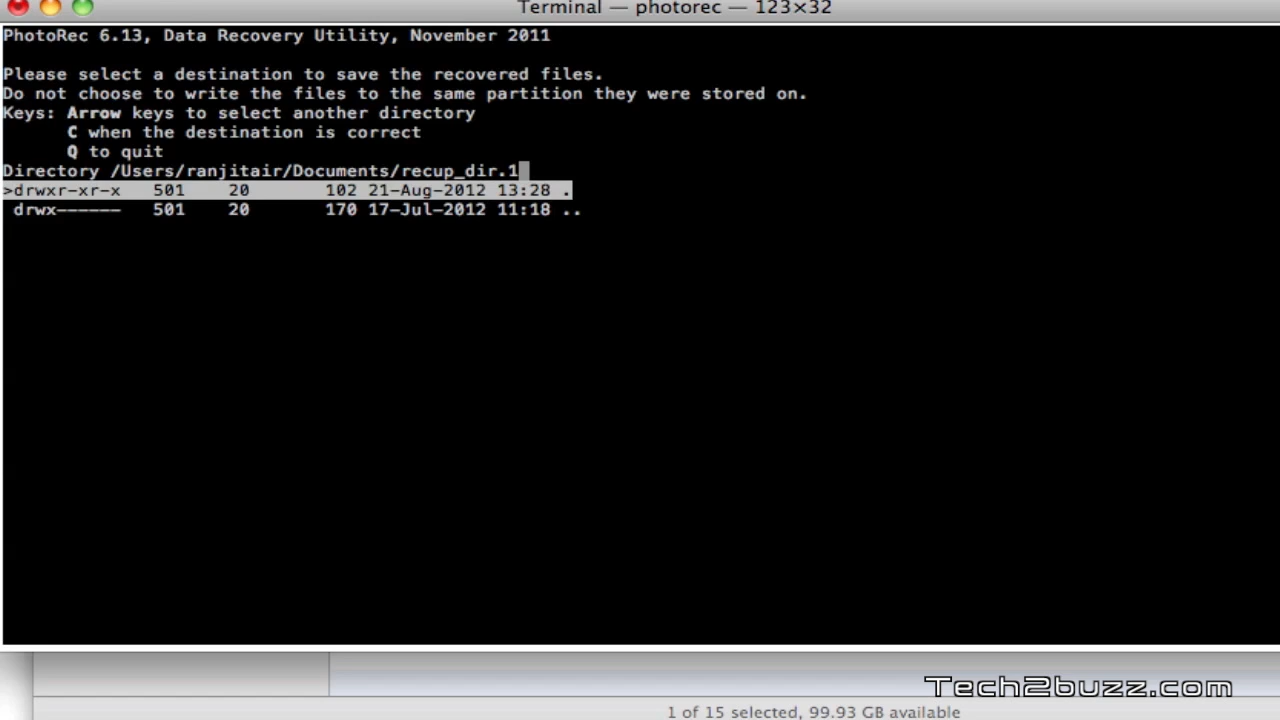 Terminal — photorec — 123×32
PhotoRec 6.13, Data Recovery Utility, November 2011
Please select a destination to save the recovered files.
Do not choose to write the files to the same partition they were stored on.
Keys: Arrow keys to select another directory
C when the destination is correct
Q to quit
Directory /Users/ranjitair/Documents/recup_dir.1
>drwxr-xr-x 501 20 102 21-Aug-2012 13:28 .
drwx------ 501 20 170 17-Jul-2012 11:18 ..
Tech2buzz.com
1 of 15 selected, 99.93 GB available